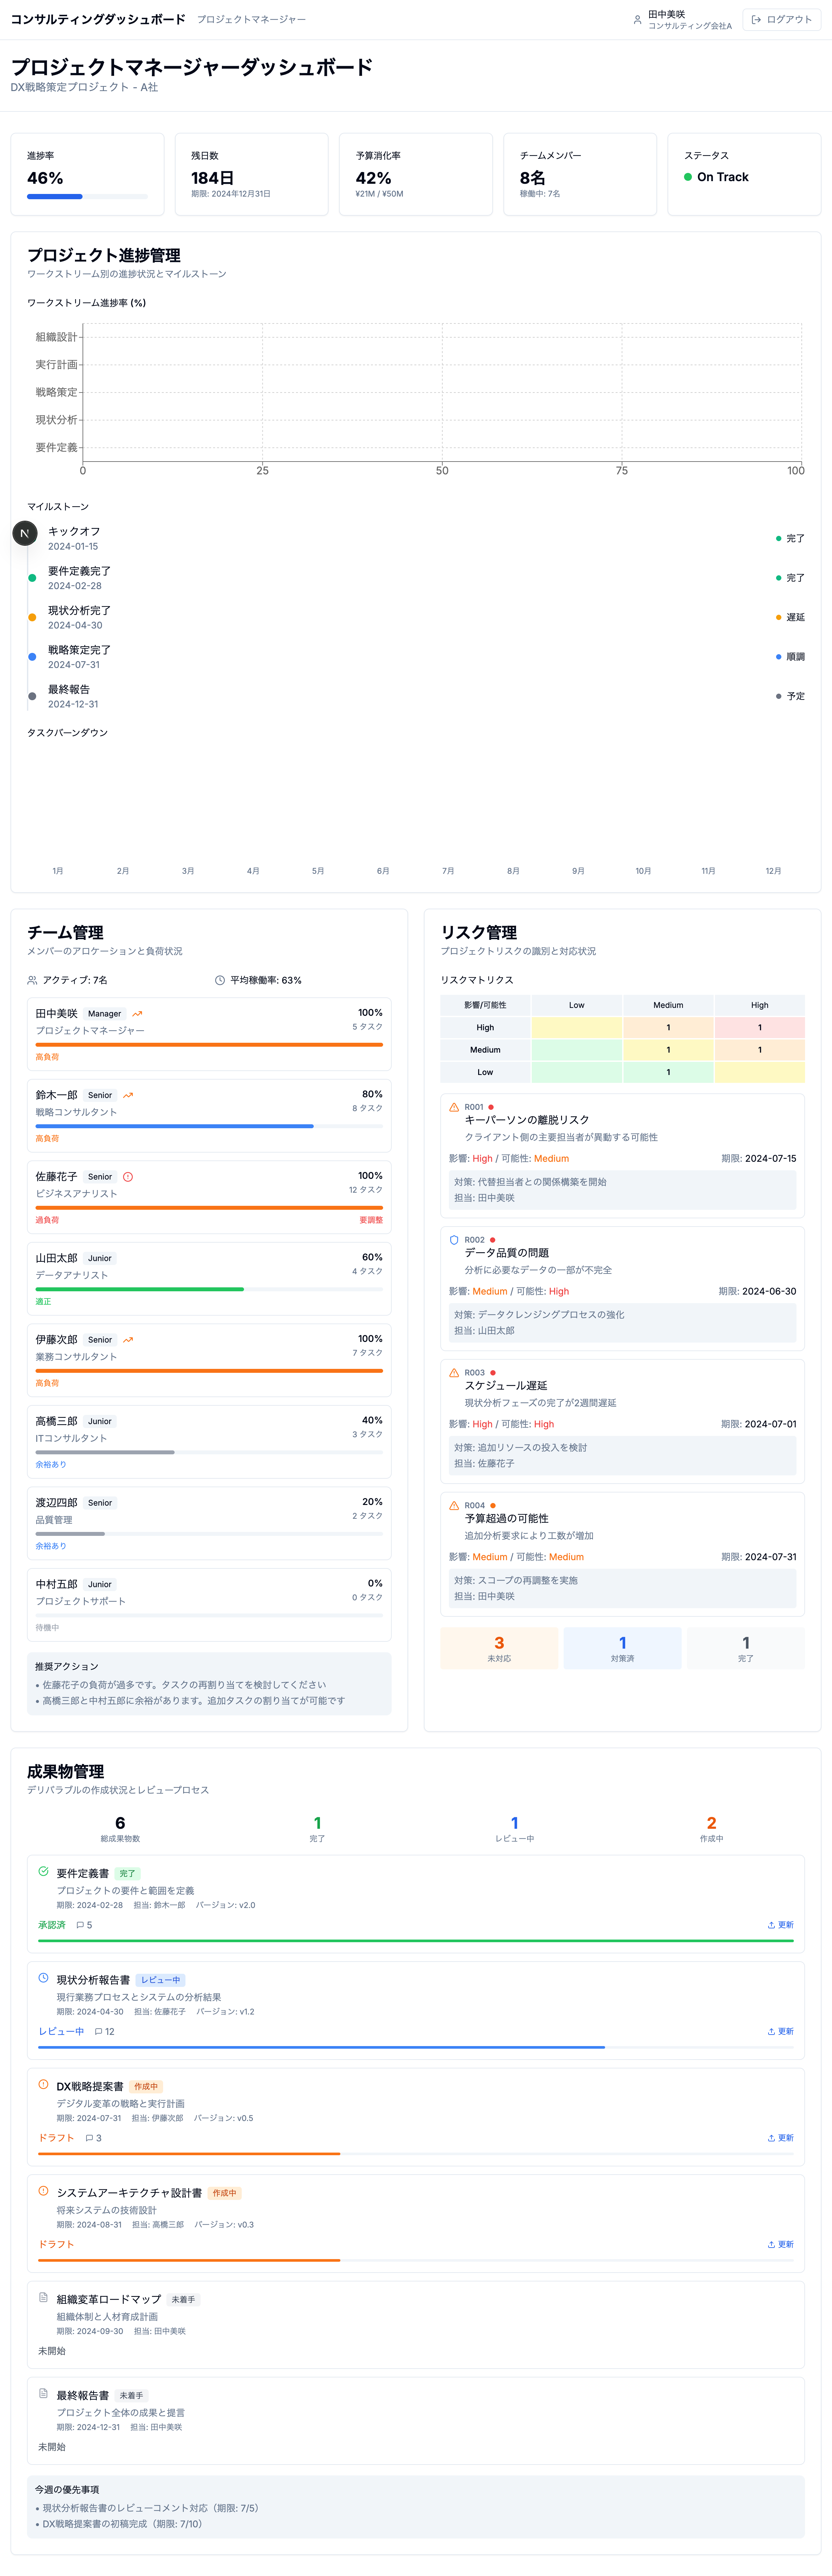 コンサルティングダッシュボード プロジェクトマネージャー
田中美咲
コンサルティング会社A
ログアウト
プロジェクトマネージャーダッシュボード
DX戦略策定プロジェクト - A社
進捗率
46%
残日数
184日
期限: 2024年12月31日
予算消化率
42%
¥21M / ¥50M
チームメンバー
8名
稼働中: 7名
ステータス
On Track
プロジェクト進捗管理
ワークストリーム別の進捗状況とマイルストーン
ワークストリーム進捗率 (%)
組織設計
実行計画
戦略策定
現状分析
要件定義
0 25 50 75 100
マイルストーン
N
キックオフ
2024-01-15
完了
要件定義完了
2024-02-28
完了
現状分析完了
2024-04-30
遅延
戦略策定完了
2024-07-31
順調
最終報告
2024-12-31
予定
タスクバーンダウン
1月 2月 3月 4月 5月 6月 7月 8月 9月 10月 11月 12月
チーム管理
メンバーのアロケーションと負荷状況
アクティブ: 7名 平均稼働率: 63%
田中美咲 Manager 100%
プロジェクトマネージャー 5 タスク
高負荷
鈴木一郎 Senior 80%
戦略コンサルタント 8 タスク
高負荷
佐藤花子 Senior 100%
ビジネスアナリスト 12 タスク
過負荷 要調整
山田太郎 Junior 60%
データアナリスト 4 タスク
適正
伊藤次郎 Senior 100%
業務コンサルタント 7 タスク
高負荷
高橋三郎 Junior 40%
ITコンサルタント 3 タスク
余裕あり
渡辺四郎 Senior 20%
品質管理 2 タスク
余裕あり
中村五郎 Junior 0%
プロジェクトサポート 0 タスク
待機中
推奨アクション
• 佐藤花子の負荷が過多です。タスクの再割り当てを検討してください
• 高橋三郎と中村五郎に余裕があります。追加タスクの割り当てが可能です
リスク管理
プロジェクトリスクの識別と対応状況
リスクマトリクス
影響/可能性 Low Medium High
High 1 1
Medium 1 1
Low 1
R001
キーパーソンの離脱リスク
クライアント側の主要担当者が異動する可能性
影響: High / 可能性: Medium 期限: 2024-07-15
対策: 代替担当者との関係構築を開始
担当: 田中美咲
R002
データ品質の問題
分析に必要なデータの一部が不完全
影響: Medium / 可能性: High 期限: 2024-06-30
対策: データクレンジングプロセスの強化
担当: 山田太郎
R003
スケジュール遅延
現状分析フェーズの完了が2週間遅延
影響: High / 可能性: High 期限: 2024-07-01
対策: 追加リソースの投入を検討
担当: 佐藤花子
R004
予算超過の可能性
追加分析要求により工数が増加
影響: Medium / 可能性: Medium 期限: 2024-07-31
対策: スコープの再調整を実施
担当: 田中美咲
3 1 1
未対応 対策済 完了
成果物管理
デリバラブルの作成状況とレビュープロセス
6 1 1 2
総成果物数 完了 レビュー中 作成中
要件定義書 完了
プロジェクトの要件と範囲を定義
期限: 2024-02-28 担当: 鈴木一郎 バージョン: v2.0
承認済 5 更新
現状分析報告書 レビュー中
現行業務プロセスとシステムの分析結果
期限: 2024-04-30 担当: 佐藤花子 バージョン: v1.2
レビュー中 12 更新
DX戦略提案書 作成中
デジタル変革の戦略と実行計画
期限: 2024-07-31 担当: 伊藤次郎 バージョン: v0.5
ドラフト 3 更新
システムアーキテクチャ設計書 作成中
将来システムの技術設計
期限: 2024-08-31 担当: 高橋三郎 バージョン: v0.3
ドラフト 更新
組織変革ロードマップ 未着手
組織体制と人材育成計画
期限: 2024-09-30 担当: 田中美咲
未開始
最終報告書 未着手
プロジェクト全体の成果と提言
期限: 2024-12-31 担当: 田中美咲
未開始
今週の優先事項
• 現状分析報告書のレビューコメント対応（期限: 7/5）
• DX戦略提案書の初稿完成（期限: 7/10）